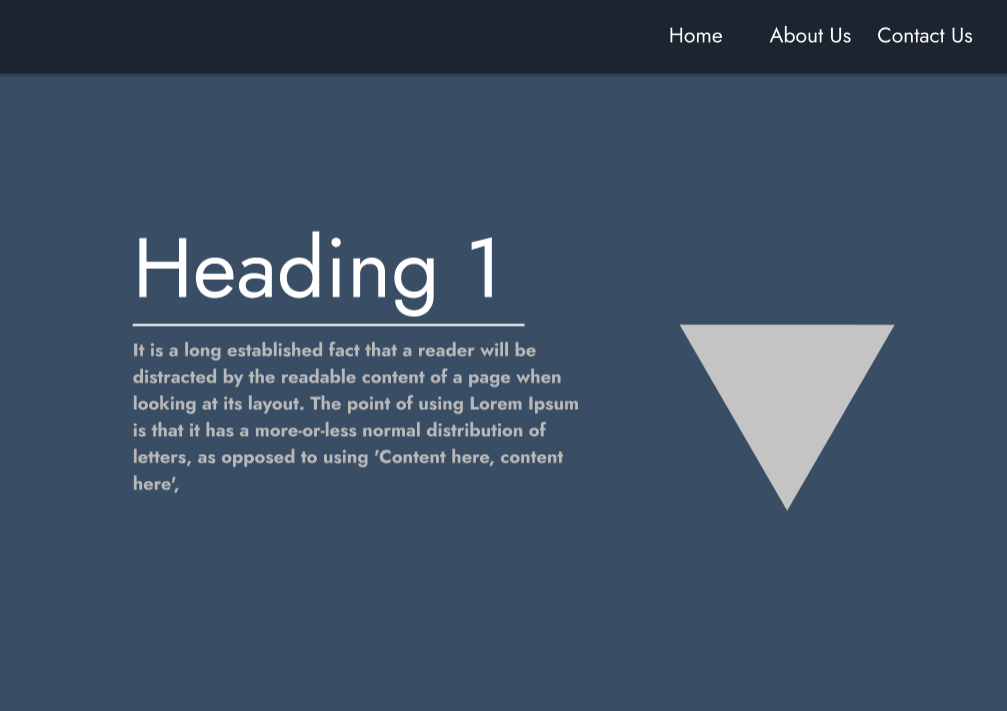 Home About Us Contact Us
Heading 1
It is a long established fact that a reader will be
distracted by the readable content of a page when
looking at its layout. The point of using Lorem Ipsum
is that it has a more-or-less normal distribution of
letters, as opposed to using 'Content here, content
here',